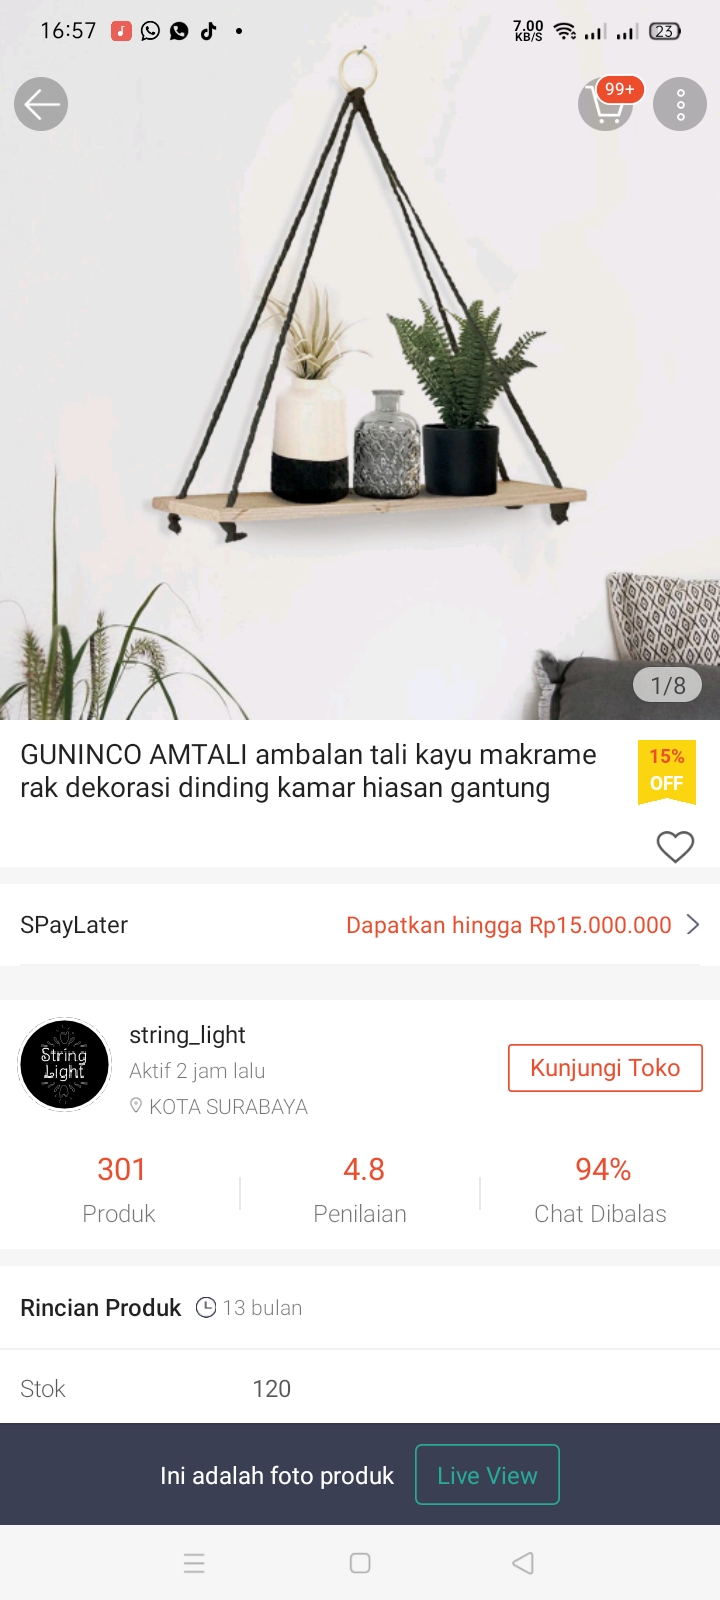 16:57
7.00
KB/S
23
99+
1/8
GUNINCO AMTALI ambalan tali kayu makrame
rak dekorasi dinding kamar hiasan gantung
15%
OFF
SPayLater
Dapatkan hingga Rp15.000.000
String
Light
string_light
Aktif 2 jam lalu
KOTA SURABAYA
Kunjungi Toko
301
4.8
94%
Produk
Penilaian
Chat Dibalas
Rincian Produk
13 bulan
Stok
120
Ini adalah foto produk
Live View